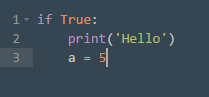 1 if True:
2     print('Hello')
3     a = 5